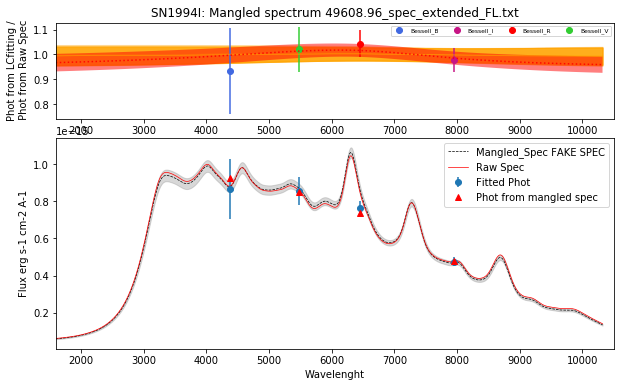 SN1994I: Mangled spectrum 49608.96_spec_extended_FL.txt
Phot from LCfitting /
Phot from Raw Spec
1.1
1.0
0.9
0.8
Bessell_B
Bessell_I
Bessell_R
Bessell_V
2000 3000 4000 5000 6000 7000 8000 9000 10000
Flux erg s-1 cm-2 A-1
1.0
0.8
0.6
0.4
0.2
Mangled_Spec FAKE SPEC
Raw Spec
Fitted Phot
Phot from mangled spec
2000 3000 4000 5000 6000 7000 8000 9000 10000
Wavelenght